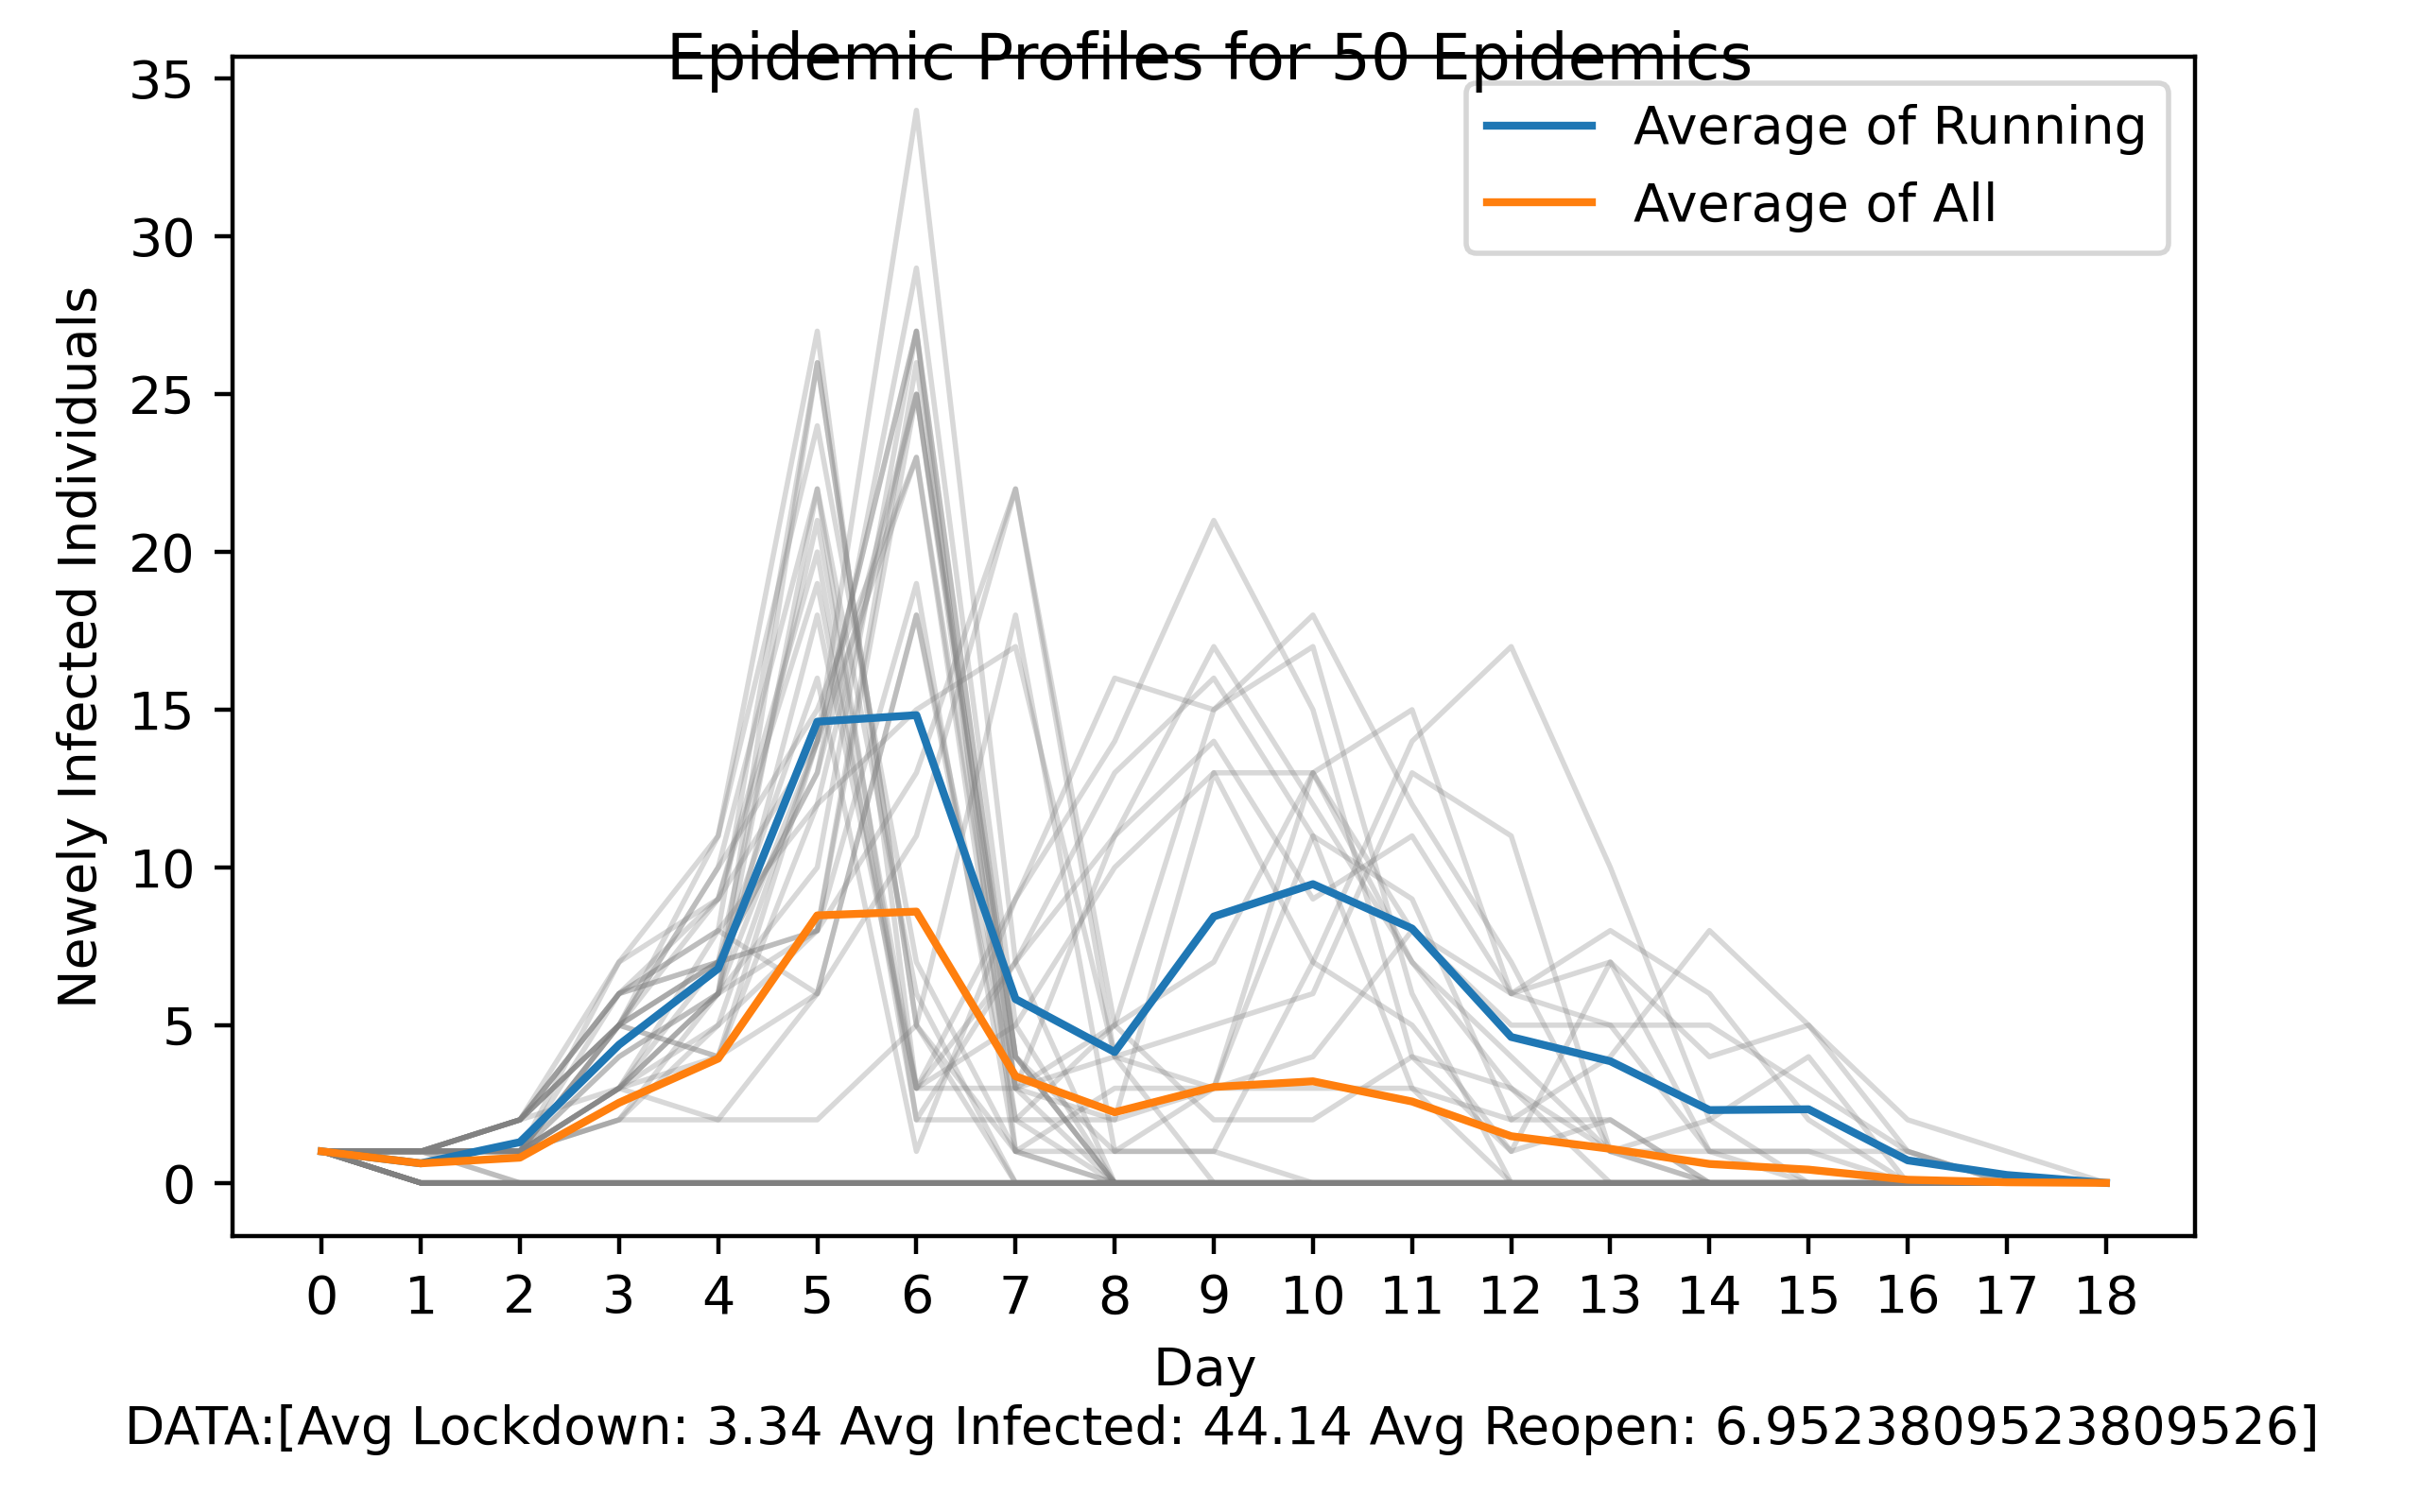 Epidemic Profiles for 50 Epidemics
Average of Running
Average of All
Newely Infected Individuals
35
30
25
20
15
10
5
0
0 1 2 3 4 5 6 7 8 9 10 11 12 13 14 15 16 17 18
Day
DATA:[Avg Lockdown: 3.34 Avg Infected: 44.14 Avg Reopen: 6.9523809523809526]